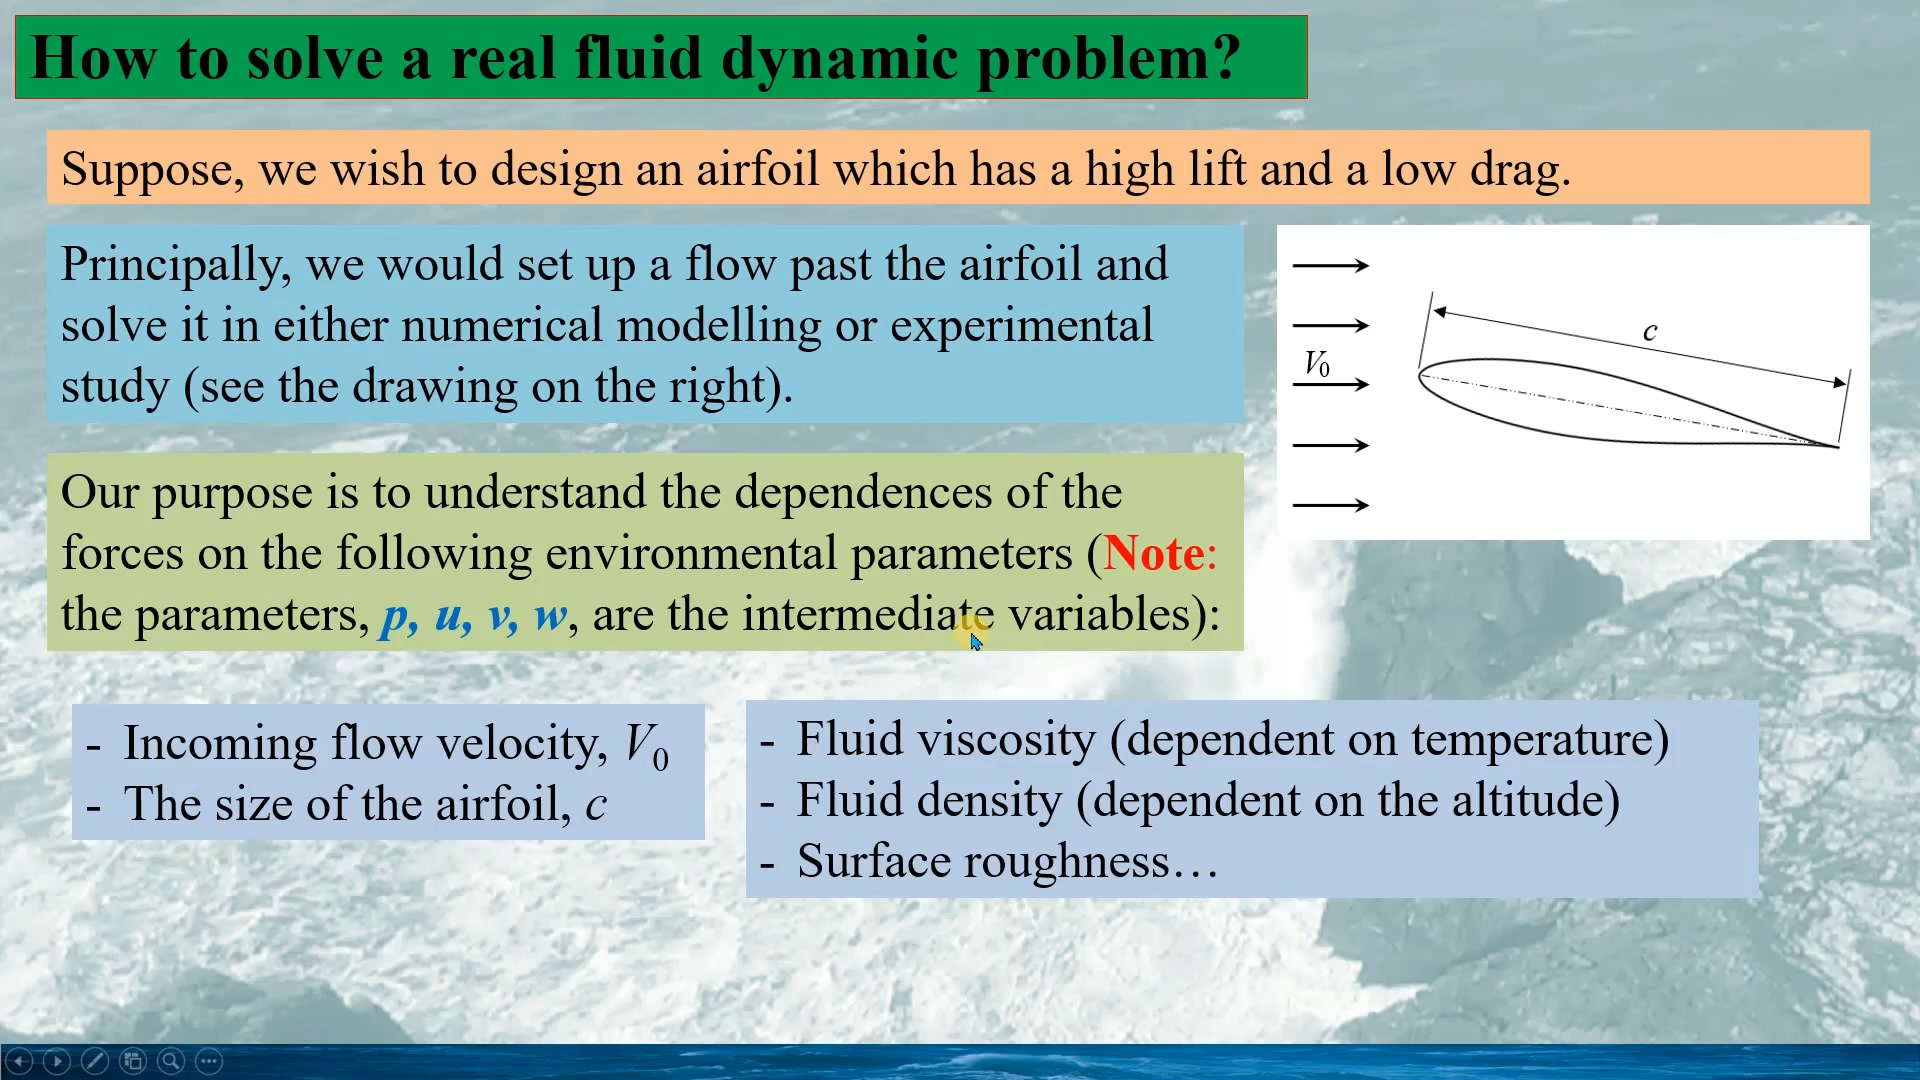 How to solve a real fluid dynamic problem?
Suppose, we wish to design an airfoil which has a high lift and a low drag.
Principally, we would set up a flow past the airfoil and
solve it in either numerical modelling or experimental
study (see the drawing on the right).
c
V0
Our purpose is to understand the dependences of the
forces on the following environmental parameters (Note:
the parameters, p, u, v, w, are the intermediate variables):
- Incoming flow velocity, V0
- The size of the airfoil, c
- Fluid viscosity (dependent on temperature)
- Fluid density (dependent on the altitude)
- Surface roughness…